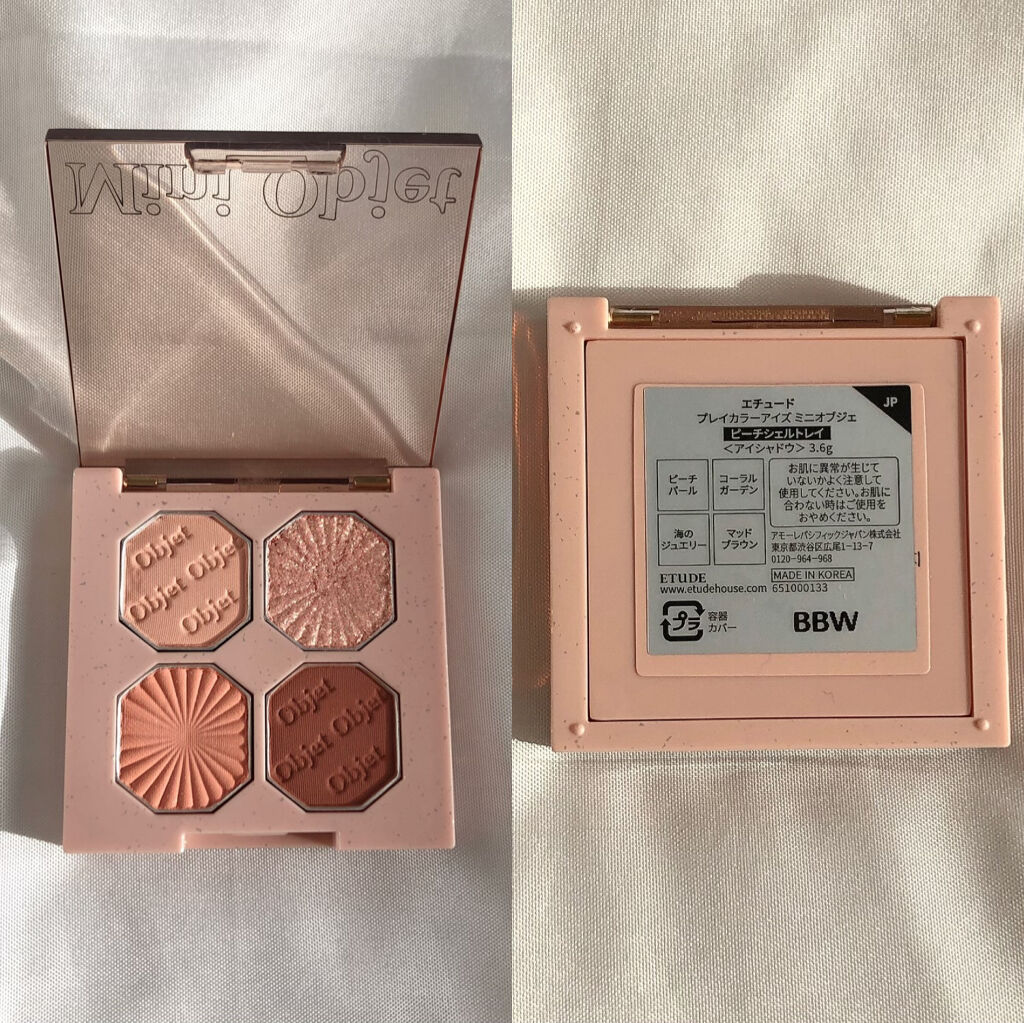 Mini Objet
Objet
Objet Objet
Objet
Objet
Objet Objet
Objet
エチュード
JP
プレイカラーアイズ ミニオブジェ
ピーチシェルトレイ
<アイシャドウ> 3.6g
ピーチ
パール
コーラル
ガーデン
海の
ジュエリー
マッド
ブラウン
お肌に異常が生じて
いないかよく注意して
使用してください。お肌に
合わない時はご使用を
おやめください。
アモーレパシフィックジャパン株式会社
東京都渋谷区広尾1-13-7
0120-964-968
MADE IN KOREA
651000133
ETUDE
www.etudehouse.com
プラ
容器
カバー
BBW